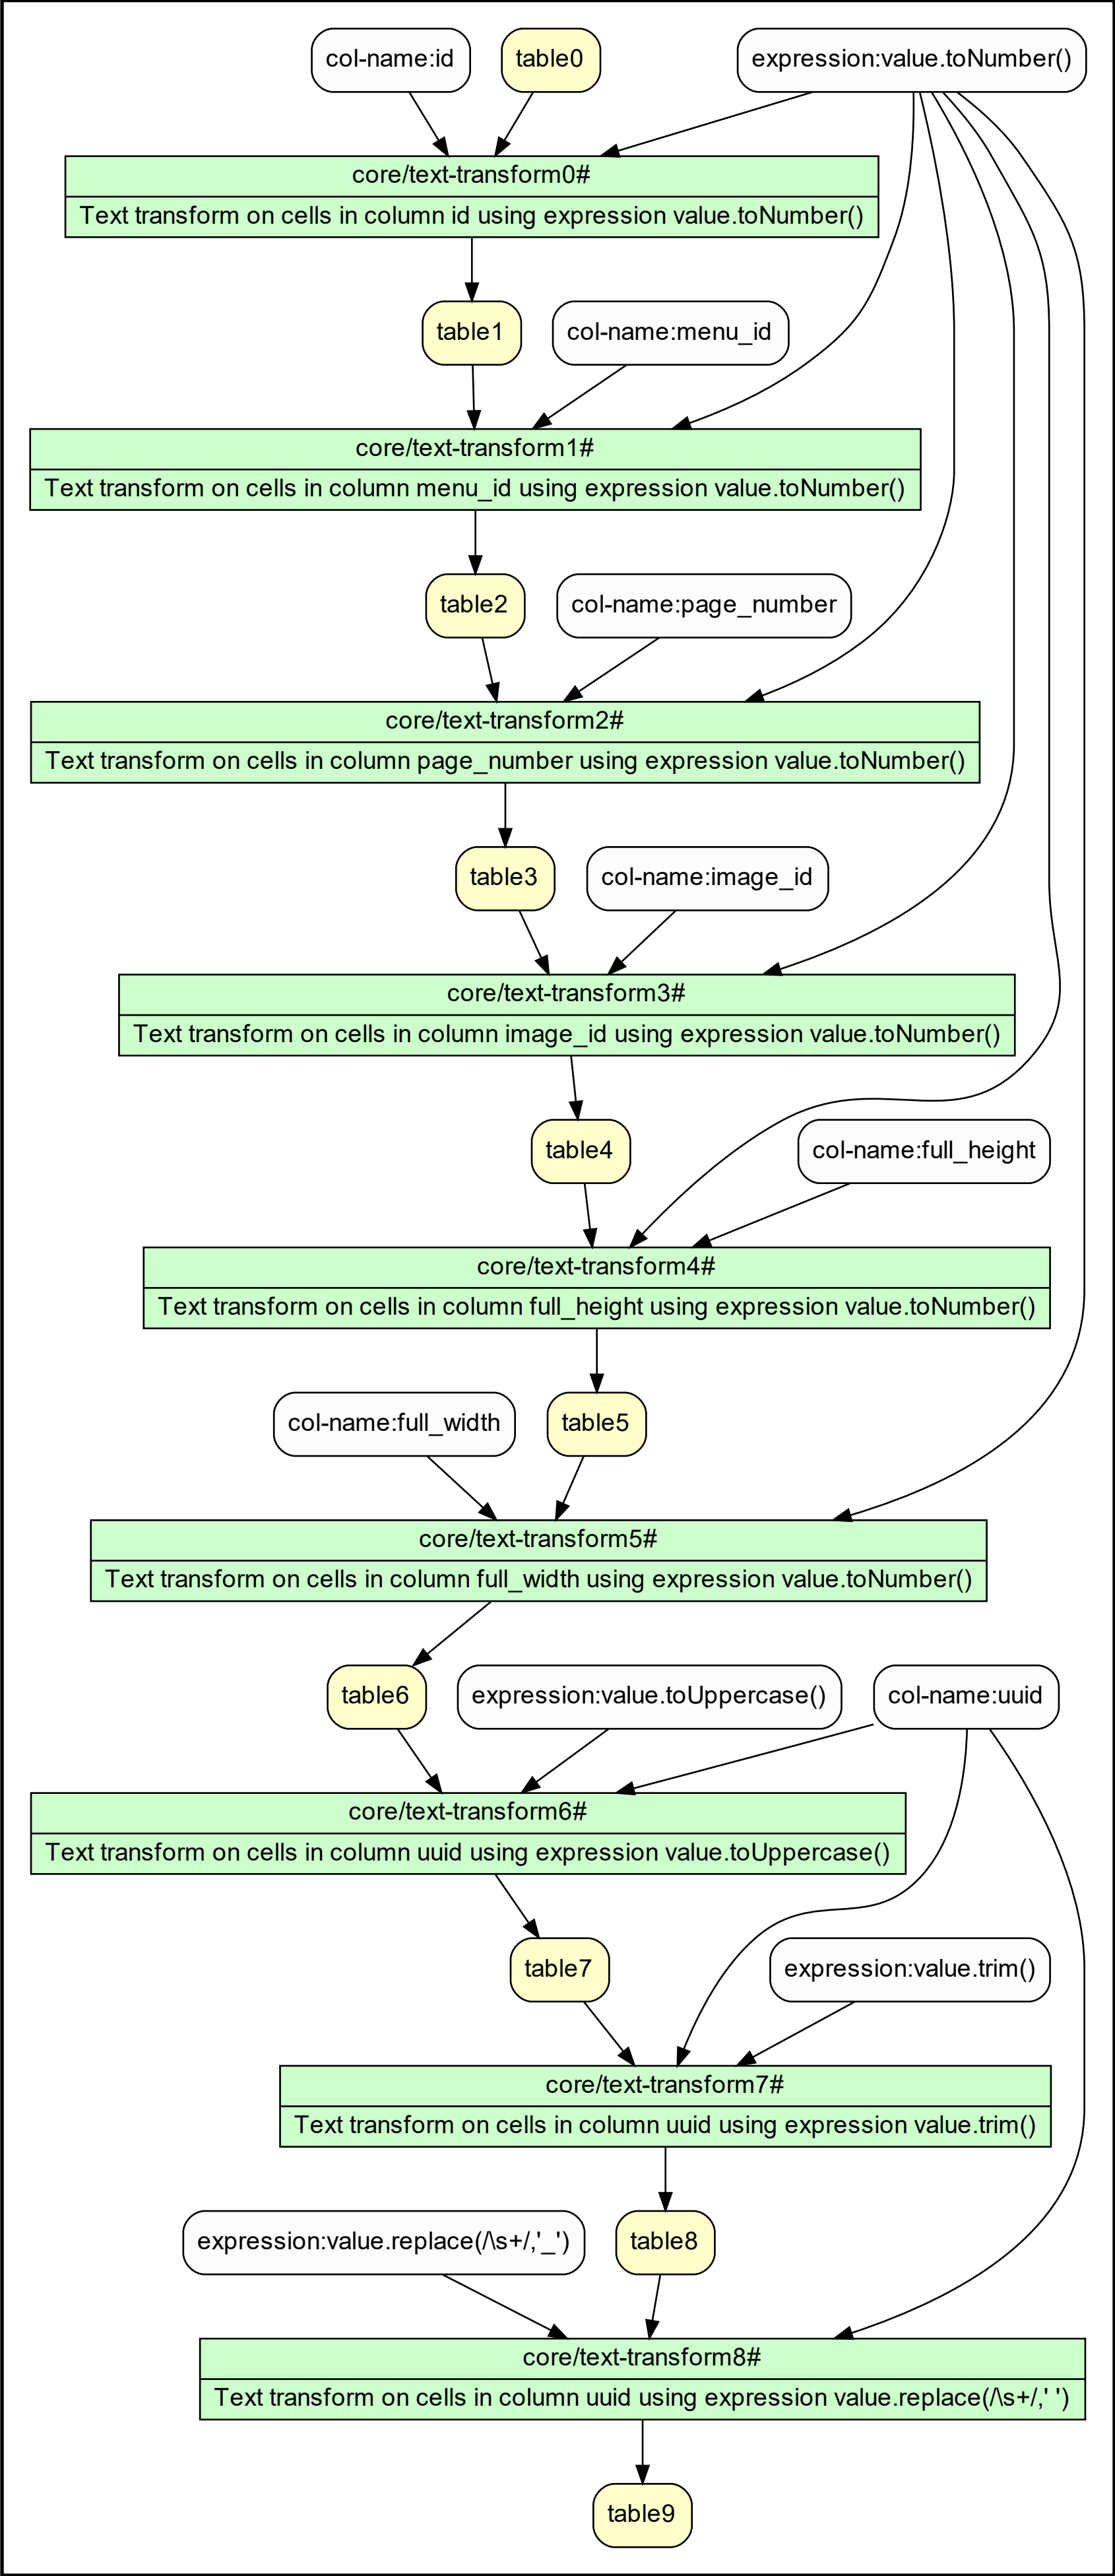 col-name:id
table0
expression:value.toNumber()
core/text-transform0#
Text transform on cells in column id using expression value.toNumber()
table1
col-name:menu_id
core/text-transform1#
Text transform on cells in column menu_id using expression value.toNumber()
table2
col-name:page_number
core/text-transform2#
Text transform on cells in column page_number using expression value.toNumber()
table3
col-name:image_id
core/text-transform3#
Text transform on cells in column image_id using expression value.toNumber()
table4
col-name:full_height
core/text-transform4#
Text transform on cells in column full_height using expression value.toNumber()
col-name:full_width
table5
core/text-transform5#
Text transform on cells in column full_width using expression value.toNumber()
table6
expression:value.toUppercase()
col-name:uuid
core/text-transform6#
Text transform on cells in column uuid using expression value.toUppercase()
table7
expression:value.trim()
core/text-transform7#
Text transform on cells in column uuid using expression value.trim()
expression:value.replace(/\s+/,'_')
table8
core/text-transform8#
Text transform on cells in column uuid using expression value.replace(/\s+/,' ')
table9